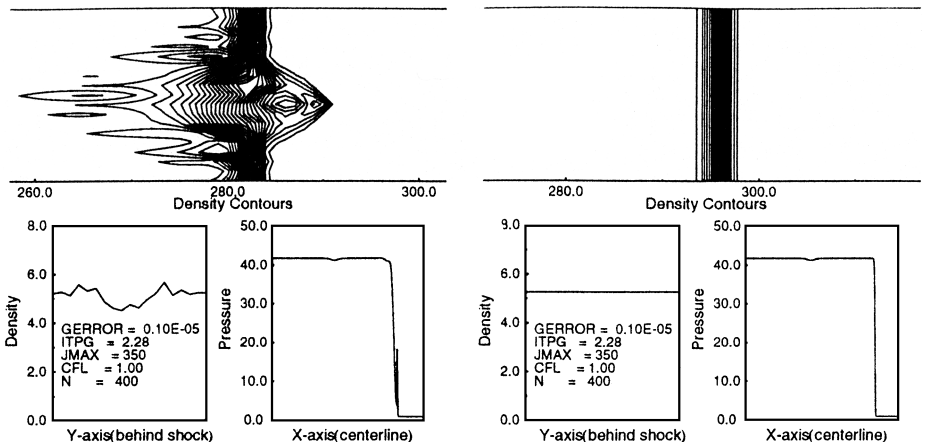 260.0 280.0 300.0
Density Contours
280.0 300.0
Density Contours
8.0
6.0
4.0
2.0
0.0
Density
GERROR = 0.10E-05
ITPG = 2.28
JMAX = 350
CFL = 1.00
N = 400
Y-axis(behind shock)
50.0
40.0
30.0
20.0
10.0
0.0
Pressure
X-axis(centerline)
9.0
6.0
4.0
2.0
0.0
Density
GERROR = 0.10E-05
ITPG = 2.28
JMAX = 350
CFL = 1.00
N = 400
Y-axis(behind shock)
50.0
40.0
30.0
20.0
10.0
0.0
Pressure
X-axis(centerline)